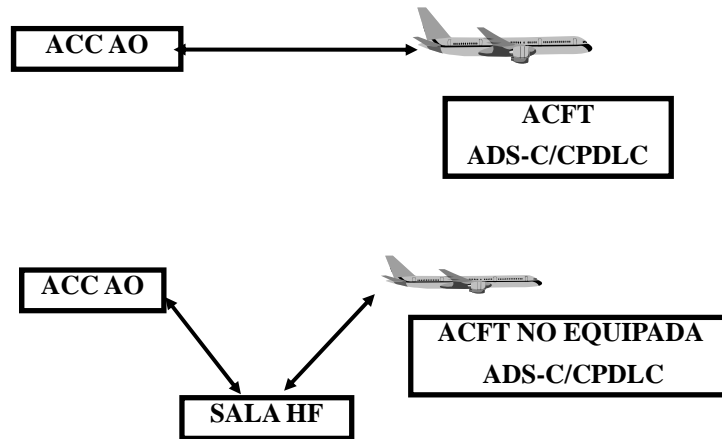 ACC AO
ACFT
ADS-C/CPDLC
ACC AO
ACFT NO EQUIPADA
ADS-C/CPDLC
SALA HF